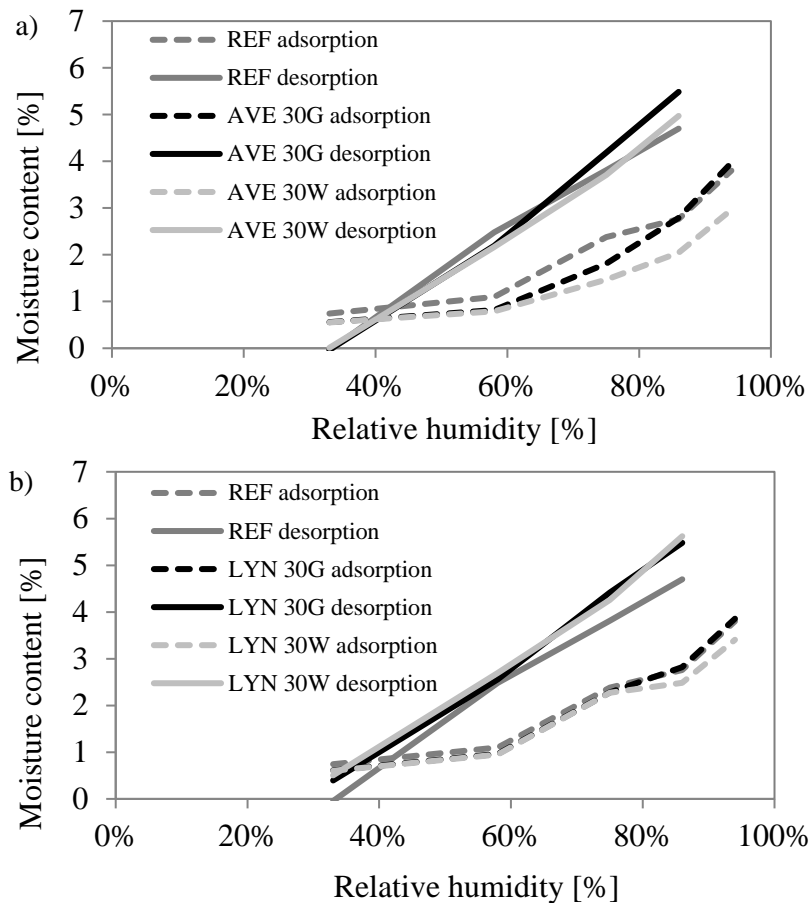 a)
Moisture content [%]
7
6
5
4
3
2
1
0
REF adsorption
REF desorption
AVE 30G adsorption
AVE 30G desorption
AVE 30W adsorption
AVE 30W desorption
0% 20% 40% 60% 80% 100%
Relative humidity [%]
b)
Moisture content [%]
7
6
5
4
3
2
1
0
REF adsorption
REF desorption
LYN 30G adsorption
LYN 30G desorption
LYN 30W adsorption
LYN 30W desorption
0% 20% 40% 60% 80% 100%
Relative humidity [%]